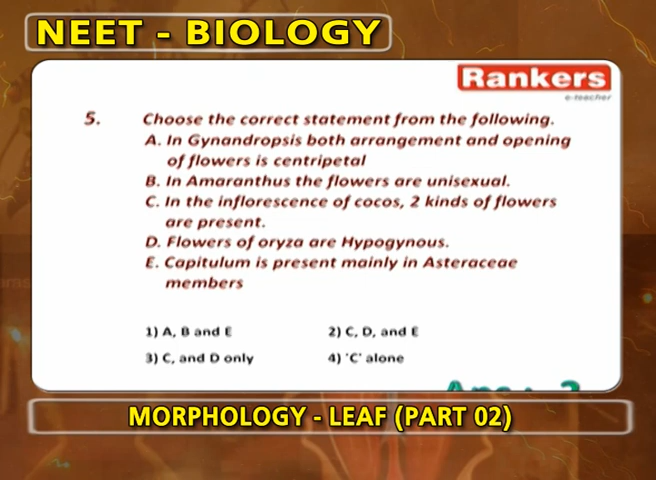 NEET - BIOLOGY
Rankers
e-teacher
5. Choose the correct statement from the following.
A. In Gynandropsis both arrangement and opening
of flowers is centripetal
B. In Amaranthus the flowers are unisexual.
C. In the inflorescence of cocos, 2 kinds of flowers
are present.
D. Flowers of oryza are Hypogynous.
E. Capitulum is present mainly in Asteraceae
members
1) A, B and E 2) C, D, and E
3) C, and D only 4) 'C' alone
MORPHOLOGY - LEAF (PART 02)